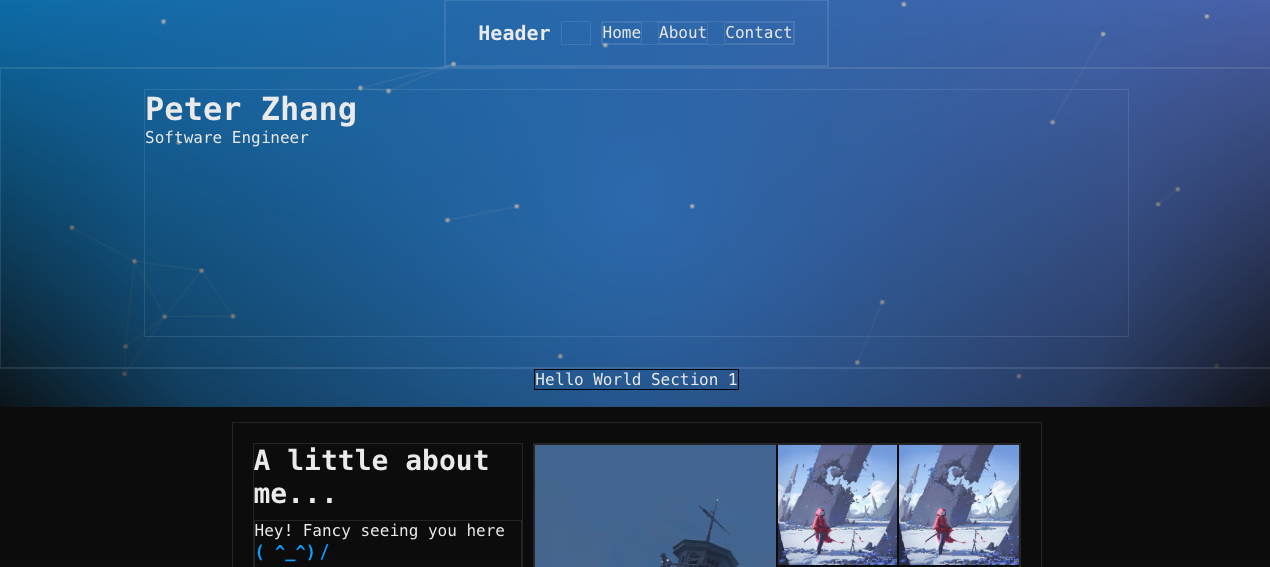 Header Home About Contact
Peter Zhang
Software Engineer
Hello World Section 1
A little about
me...
Hey! Fancy seeing you here
( ^_^)/